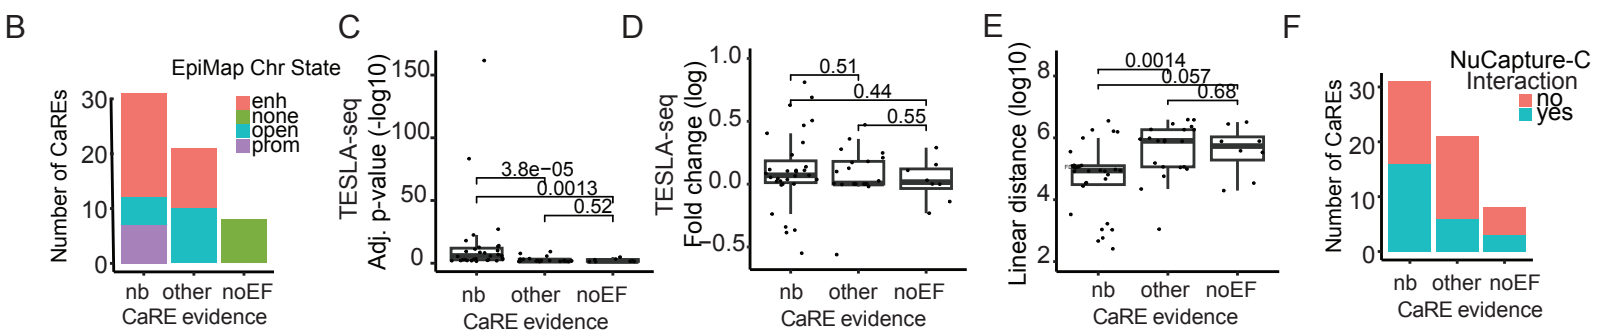 B
EpiMap Chr State
enh
none
open
prom
Number of CaREs
30
20
10
0
nb other noEF
CaRE evidence
C
TESLA-seq
Adj. p-value (-log10)
150
100
50
0
3.8e−05
0.0013
0.52
nb other noEF
CaRE evidence
D
TESLA-seq
Fold change (log)
1.0
0.5
0.0
−0.5
0.51
0.44
0.55
nb other noEF
CaRE evidence
E
Linear distance (log10)
8
6
4
2
0.0014
0.057
0.68
nb other noEF
CaRE evidence
F
NuCapture-C
Interaction
no
yes
Number of CaREs
30
20
10
0
nb other noEF
CaRE evidence